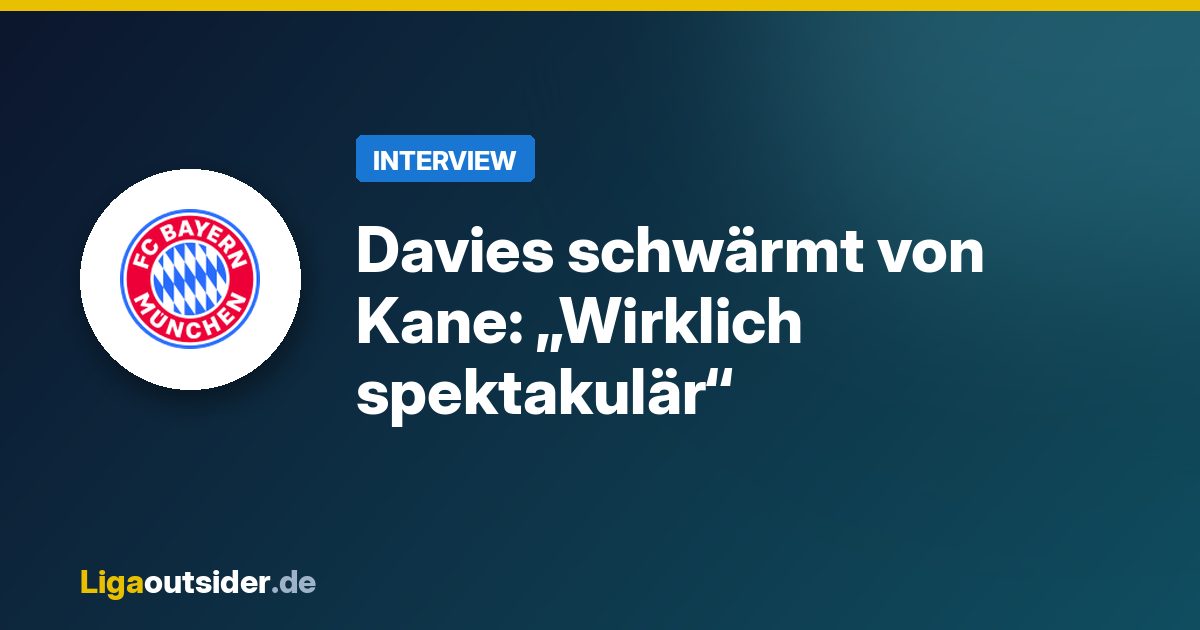 FC BAYERN
MÜNCHEN
INTERVIEW
Davies schwärmt von
Kane: „Wirklich
spektakulär“
Ligaoutsider.de